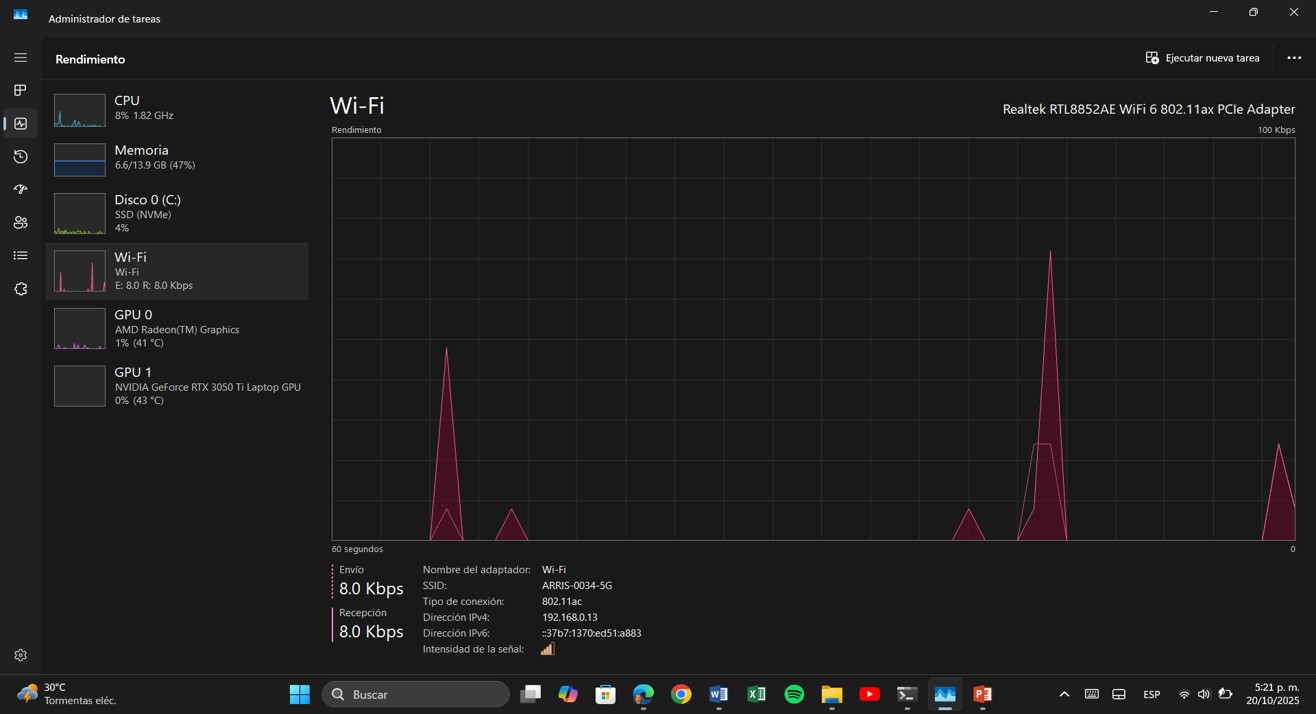 Administrador de tareas
Rendimiento
Ejecutar nueva tarea
CPU
8% 1.82 GHz
Memoria
6.6/13.9 GB (47%)
Disco 0 (C:)
SSD (NVMe)
4%
Wi-Fi
Wi-Fi
E: 8.0 R: 8.0 Kbps
GPU 0
AMD Radeon(TM) Graphics
1% (41 °C)
GPU 1
NVIDIA GeForce RTX 3050 Ti Laptop GPU
0% (43 °C)
Wi-Fi
Realtek RTL8852AE WiFi 6 802.11ax PCIe Adapter
Rendimiento
100 Kbps
60 segundos
0
Envío
8.0 Kbps
Recepción
8.0 Kbps
Nombre del adaptador: Wi-Fi
SSID: ARRIS-0034-5G
Tipo de conexión: 802.11ac
Dirección IPv4: 192.168.0.13
Dirección IPv6: ::37b7:1370:ed51:a883
Intensidad de la señal:
30°C
Tormentas eléc.
Buscar
ESP
5:21 p. m.
20/10/2025